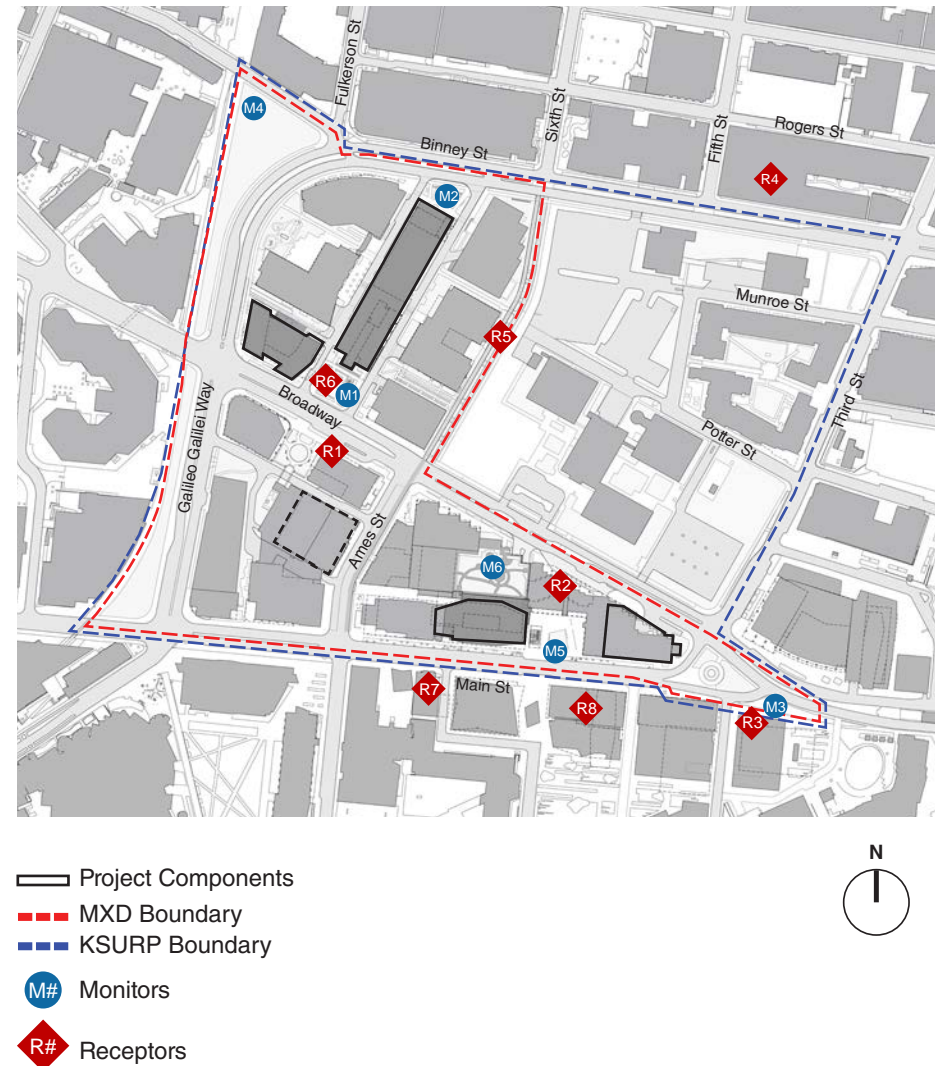 Fulkerson St
Sixth St
M4
Rogers St
Fifth St
Binney St
R4
M2
Munroe St
R5
Third St
R6
M1
Broadway
Galileo Galilei Way
Potter St
R1
Ames St
M6
R2
M5
Main St
R7
R8
M3
R3
N
Project Components
MXD Boundary
KSURP Boundary
M# Monitors
R# Receptors